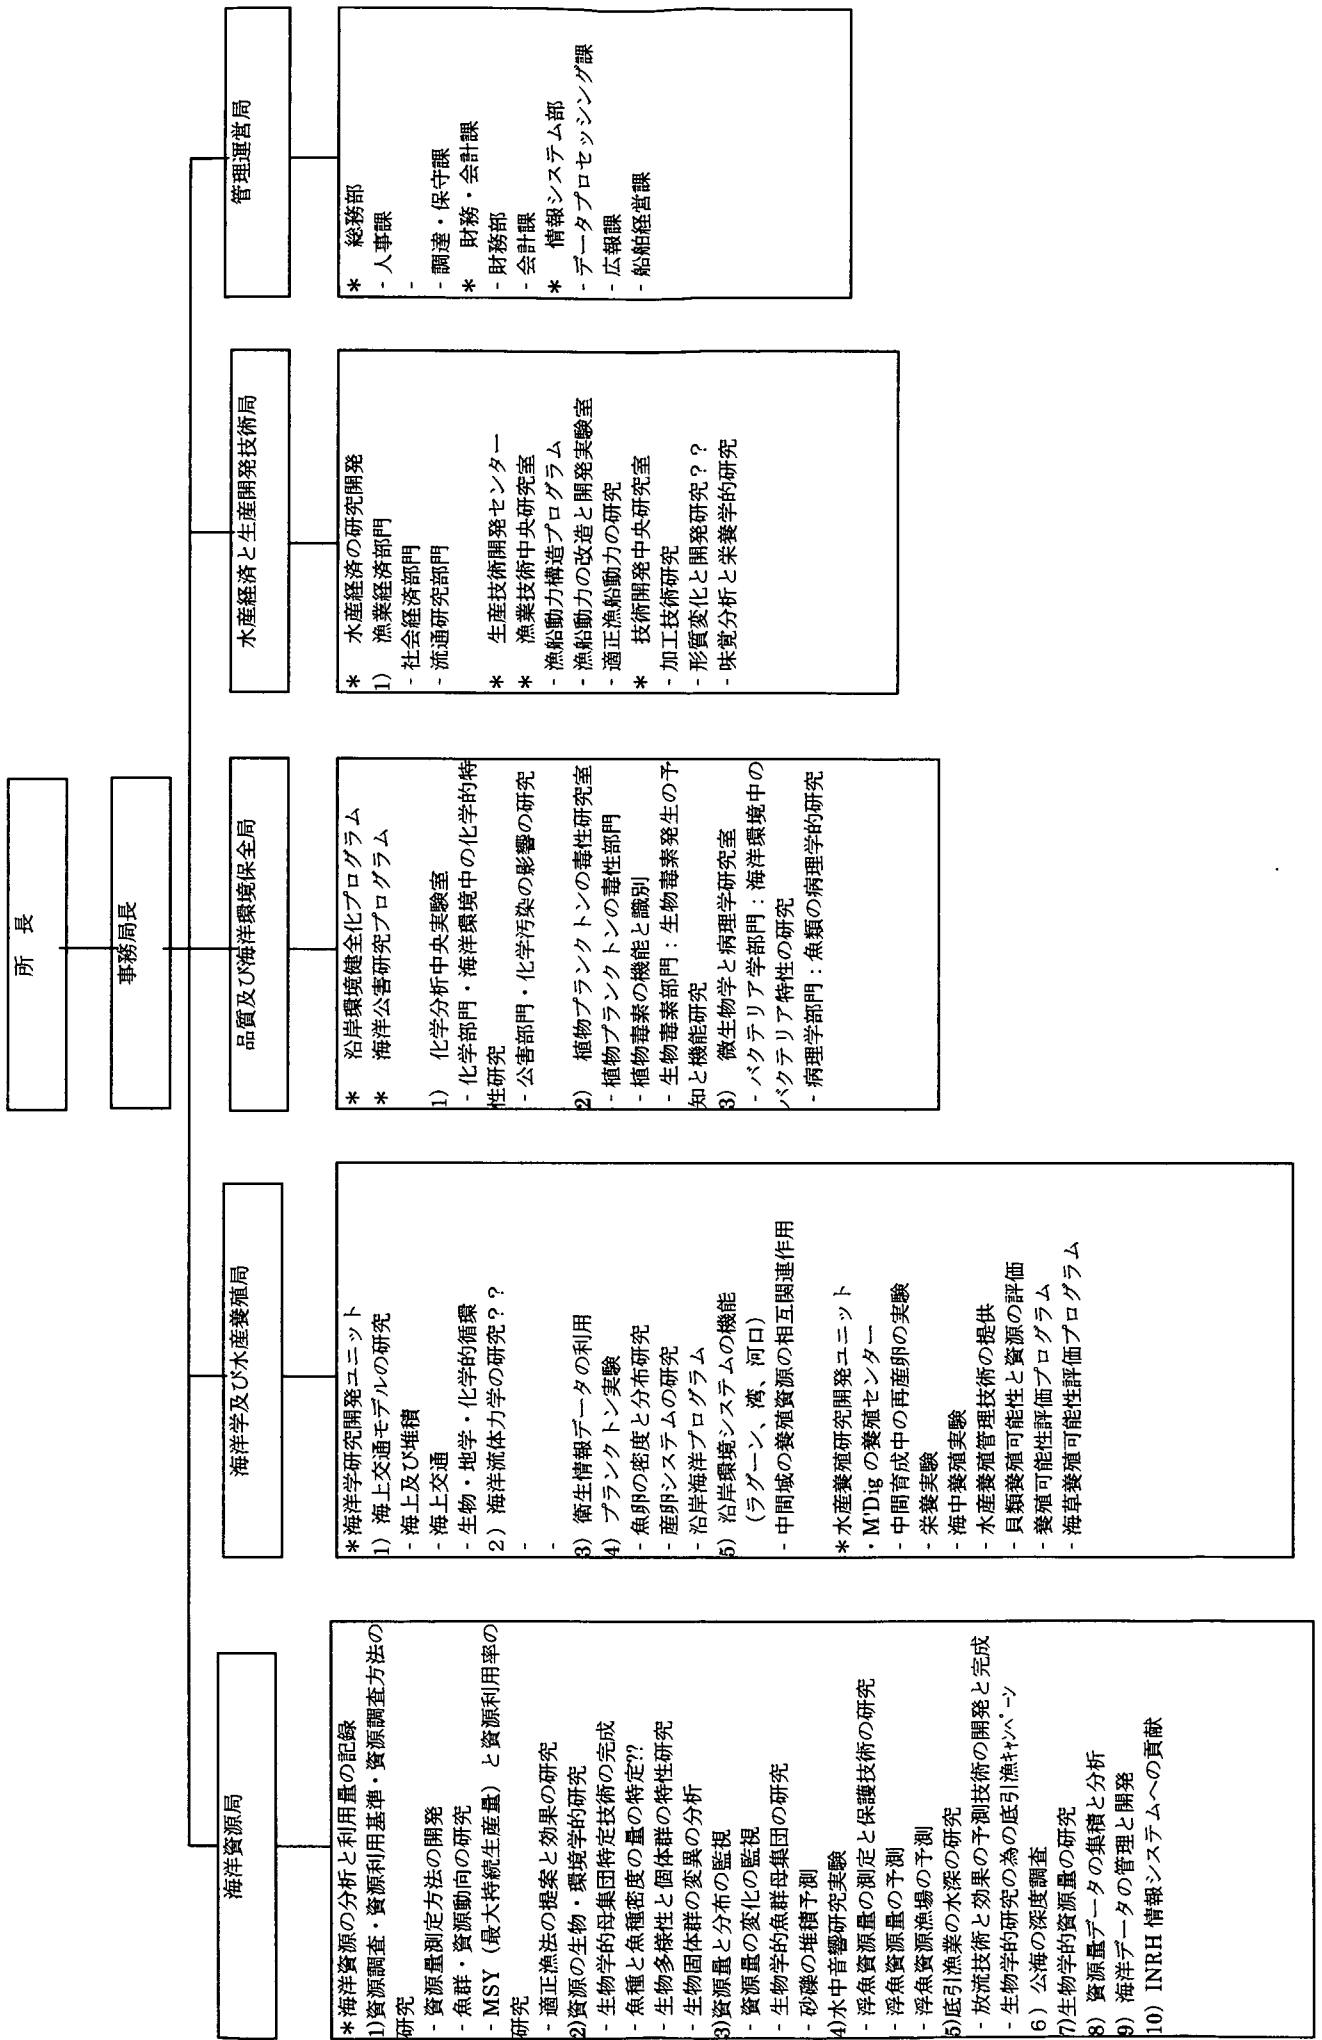 所 長
事務局長
海洋資源局
*海洋資源の分析と利用量の記録
1)資源調査・資源利用基準・資源調査方法の
研究
- 資源量測定方法の開発
- 魚群・資源動向の研究
- MSY（最大持続生産量）と資源利用率の
研究
- 適正漁法の提案と効果の研究
2)資源の生物・環境学的研究
- 生物学的母集団特定技術の完成
- 魚種と魚種密度の量の特定??
- 生物多様性と個体群の特性研究
- 生物固体群の変異の分析
3)資源量と分布の監視
- 資源量の変化の監視
- 生物学的魚群母集団の研究
- 砂礫の堆積予測
4)水中音響研究実験
- 浮魚資源量の測定と保護技術の研究
- 浮魚資源量の予測
- 浮魚資源漁場の予測
5)底引漁業の水深の研究
- 放流技術と効果の予測技術の開発と完成
- 生物学的研究の為の底引漁ｷｬﾝﾍﾟｰﾝ
6）公海の深度調査
7)生物学的資源量の研究
8) 資源量データの集積と分析
9) 海洋データの管理と開発
10) INRH 情報システムへの貢献
海洋学及び水産養殖局
*海洋学研究開発ユニット
1）海上交通モデルの研究
- 海上及び堆積
- 海上交通
- 生物・地学・化学的循環
2）海洋流体力学の研究？？
-
-
3）衛生情報データの利用
4）プランクトン実験
- 魚卵の密度と分布研究
- 産卵システムの研究
- 沿岸海洋プログラム
5）沿岸環境システムの機能
（ラグーン、湾、河口）
- 中間域の養殖資源の相互関連作用
*水産養殖研究開発ユニット
・M'Dig の養殖センター
- 中間育成中の再産卵の実験
- 栄養実験
- 海中養殖実験
- 水産養殖管理技術の提供
- 貝類養殖可能性と資源の評価
- 養殖可能性評価プログラム
- 海草養殖可能性評価プログラム
品質及び海洋環境保全局
* 沿岸環境健全化プログラム
* 海洋公害研究プログラム
1) 化学分析中央実験室
- 化学部門・海洋環境中の化学的特
性研究
- 公害部門・化学汚染の影響の研究
2) 植物プランクトンの毒性研究室
- 植物プランクトンの毒性部門
- 植物毒素の機能と識別
- 生物毒素部門：生物毒素発生の予
知と機能研究
3) 微生物学と病理学研究室
- バクテリア学部門：海洋環境中の
バクテリア特性の研究
- 病理学部門：魚類の病理学的研究
水産経済と生産開発技術局
* 水産経済の研究開発
1) 漁業経済部門
- 社会経済部門
- 流通研究部門
* 生産技術開発センター
* 漁業技術中央研究室
- 漁船動力構造プログラム
- 漁船動力の改造と開発実験室
- 適正漁船動力の研究
* 技術開発中央研究室
- 加工技術研究
- 形質変化と開発研究？？
- 味覚分析と栄養学的研究
管理運営局
* 総務部
- 人事課
-
- 調達・保守課
* 財務・会計課
- 財務部
- 会計課
* 情報システム部
- データプロセッシング課
- 広報課
- 船舶経営課